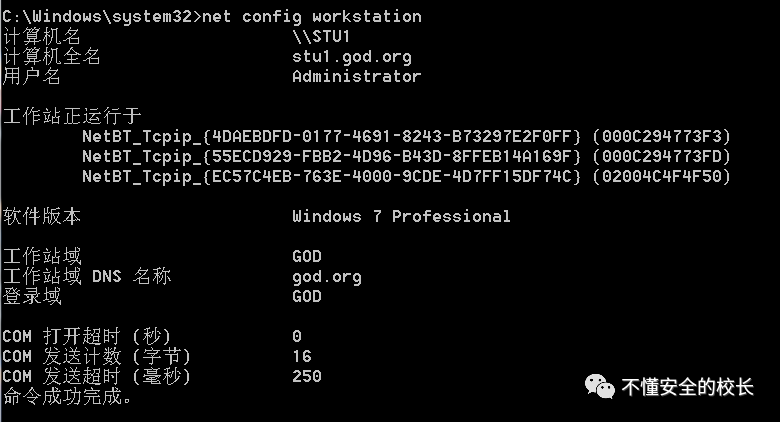 C:\Windows\system32>net config workstation
计算机名 \\STU1
计算机全名 stu1.god.org
用户名 Administrator
工作站正运行于
NetBT_Tcpip_{4DAEBDFD-0177-4691-8243-B73297E2F0FF} (000C294773F3)
NetBT_Tcpip_{55ECD929-FBB2-4D96-B43D-8FFEB14A169F} (000C294773FD)
NetBT_Tcpip_{EC57C4EB-763E-4000-9CDE-4D7FF15DF74C} (02004C4F4F50)
软件版本 Windows 7 Professional
工作站域 GOD
工作站域 DNS 名称 god.org
登录域 GOD
COM 打开超时 (秒) 0
COM 发送计数 (字节) 16
COM 发送超时 (毫秒) 250
命令成功完成。
不懂安全的校长